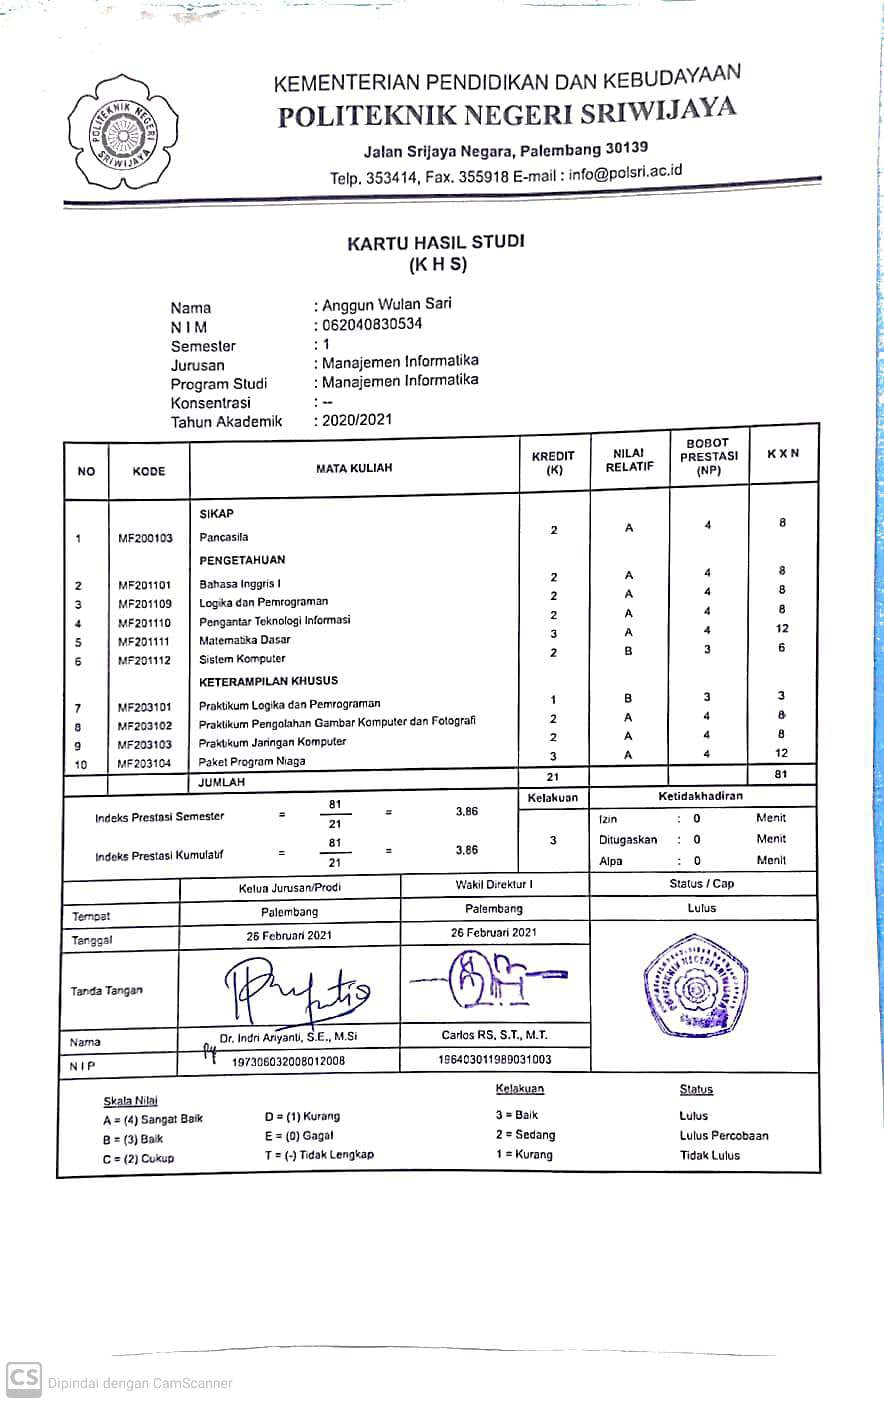 KEMENTERIAN PENDIDIKAN DAN KEBUDAYAAN
POLITEKNIK NEGERI SRIWIJAYA
Jalan Srijaya Negara, Palembang 30139
Telp. 353414, Fax. 355918 E-mail : info@polsri.ac.id
POLITEKNIK NEGERI SRIWIJAYA
KARTU HASIL STUDI
(K H S)
Nama : Anggun Wulan Sari
N I M : 062040830534
Semester : 1
Jurusan : Manajemen Informatika
Program Studi : Manajemen Informatika
Konsentrasi : --
Tahun Akademik : 2020/2021
NO KODE MATA KULIAH KREDIT (K) NILAI RELATIF BOBOT PRESTASI (NP) K X N
SIKAP
1 MF200103 Pancasila 2 A 4 8
PENGETAHUAN
2 MF201101 Bahasa Inggris I 2 A 4 8
3 MF201109 Logika dan Pemrograman 2 A 4 8
4 MF201110 Pengantar Teknologi Informasi 2 A 4 8
5 MF201111 Matematika Dasar 3 A 4 12
6 MF201112 Sistem Komputer 2 B 3 6
KETERAMPILAN KHUSUS
7 MF203101 Praktikum Logika dan Pemrograman 1 B 3 3
8 MF203102 Praktikum Pengolahan Gambar Komputer dan Fotografi 2 A 4 8
9 MF203103 Praktikum Jaringan Komputer 2 A 4 8
10 MF203104 Paket Program Niaga 3 A 4 12
JUMLAH 21 81
Indeks Prestasi Semester = 81 / 21 = 3,86
Indeks Prestasi Kumulatif = 81 / 21 = 3,86
Kelakuan
3
Ketidakhadiran
Izin : 0 Menit
Ditugaskan : 0 Menit
Alpa : 0 Menit
Ketua Jurusan/Prodi Wakil Direktur I Status / Cap
Tempat Palembang Palembang Lulus
Tanggal 26 Februari 2021 26 Februari 2021
Tanda Tangan
POLITEKNIK NEGERI SRIWIJAYA
Nama Dr. Indri Ariyanti, S.E., M.Si Carlos RS, S.T., M.T.
N I P 197306032008012008 196403011989031003
Skala Nilai Kelakuan Status
A = (4) Sangat Baik D = (1) Kurang 3 = Baik Lulus
B = (3) Baik E = (0) Gagal 2 = Sedang Lulus Percobaan
C = (2) Cukup T = (-) Tidak Lengkap 1 = Kurang Tidak Lulus
CS Dipindai dengan CamScanner